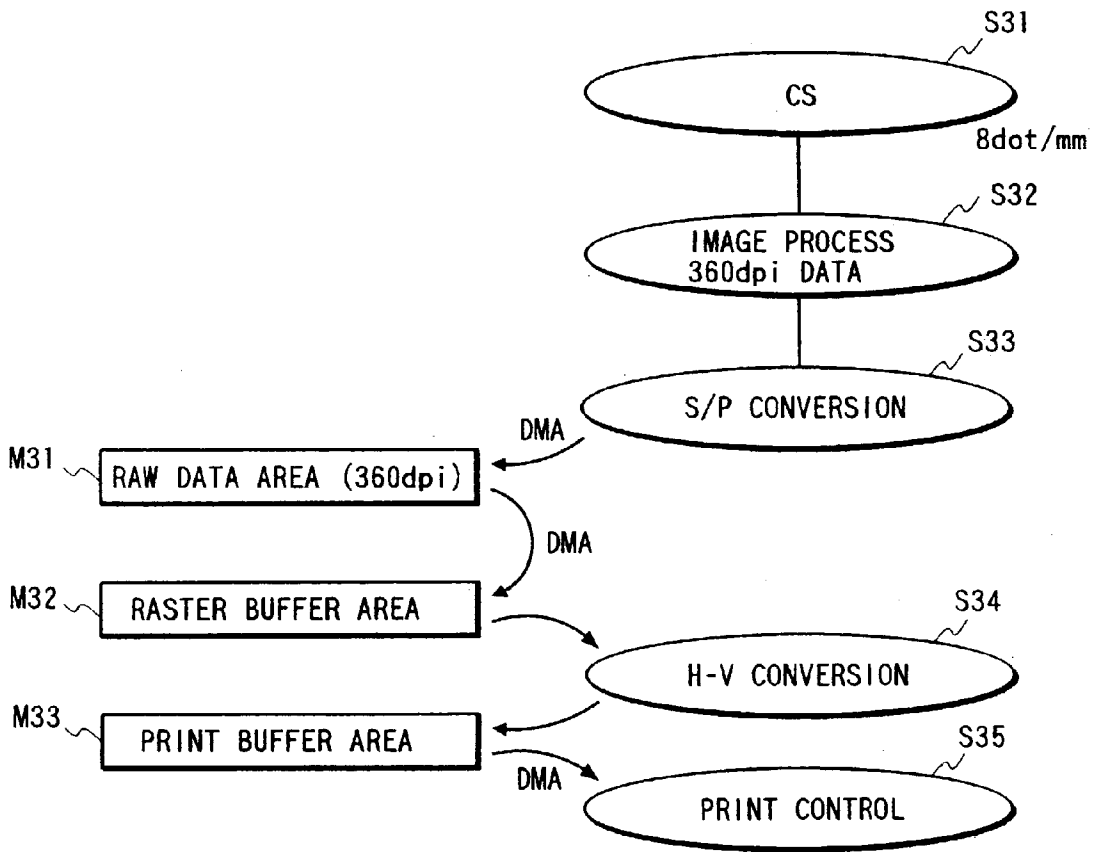 S31
CS
8dot/mm
S32
IMAGE PROCESS
360dpi DATA
S33
S/P CONVERSION
DMA
M31
RAW DATA AREA (360dpi)
DMA
M32
RASTER BUFFER AREA
S34
H-V CONVERSION
M33
PRINT BUFFER AREA
DMA
S35
PRINT CONTROL